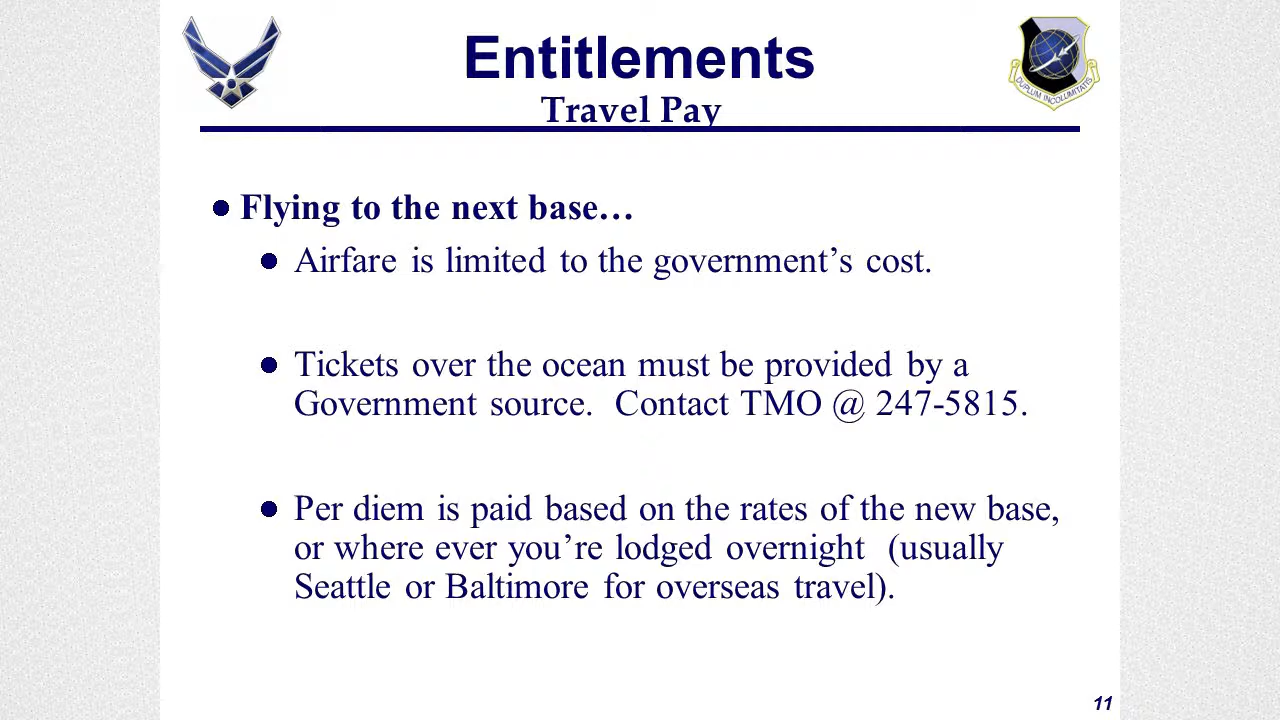 Entitlements
Travel Pay
DUPLUM INCOLUMITATIS
● Flying to the next base…
● Airfare is limited to the government’s cost.
● Tickets over the ocean must be provided by a
Government source.  Contact TMO @ 247-5815.
● Per diem is paid based on the rates of the new base,
or where ever you’re lodged overnight  (usually
Seattle or Baltimore for overseas travel).
11